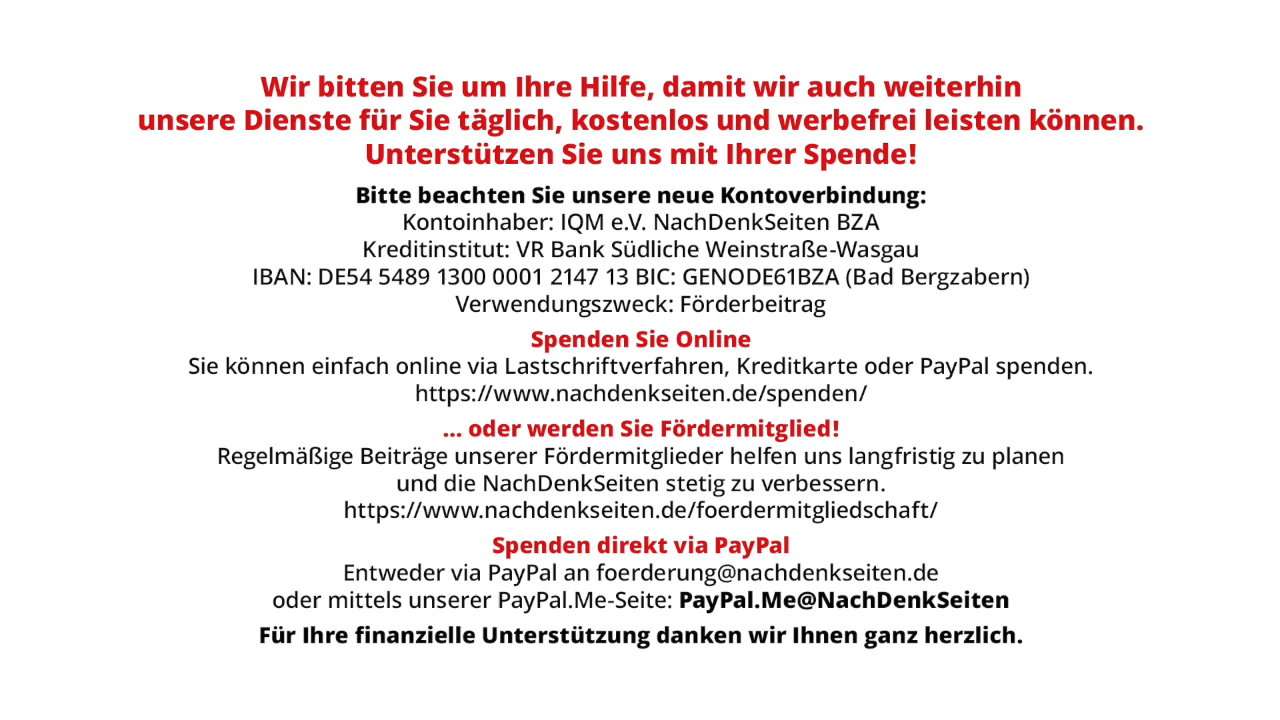 Wir bitten Sie um Ihre Hilfe, damit wir auch weiterhin
unsere Dienste für Sie täglich, kostenlos und werbefrei leisten können.
Unterstützen Sie uns mit Ihrer Spende!
Bitte beachten Sie unsere neue Kontoverbindung:
Kontoinhaber: IQM e.V. NachDenkSeiten BZA
Kreditinstitut: VR Bank Südliche Weinstraße-Wasgau
IBAN: DE54 5489 1300 0001 2147 13 BIC: GENODE61BZA (Bad Bergzabern)
Verwendungszweck: Förderbeitrag
Spenden Sie Online
Sie können einfach online via Lastschriftverfahren, Kreditkarte oder PayPal spenden.
https://www.nachdenkseiten.de/spenden/
... oder werden Sie Fördermitglied!
Regelmäßige Beiträge unserer Fördermitglieder helfen uns langfristig zu planen
und die NachDenkSeiten stetig zu verbessern.
https://www.nachdenkseiten.de/foerdermitgliedschaft/
Spenden direkt via PayPal
Entweder via PayPal an foerderung@nachdenkseiten.de
oder mittels unserer PayPal.Me-Seite: PayPal.Me@NachDenkSeiten
Für Ihre finanzielle Unterstützung danken wir Ihnen ganz herzlich.